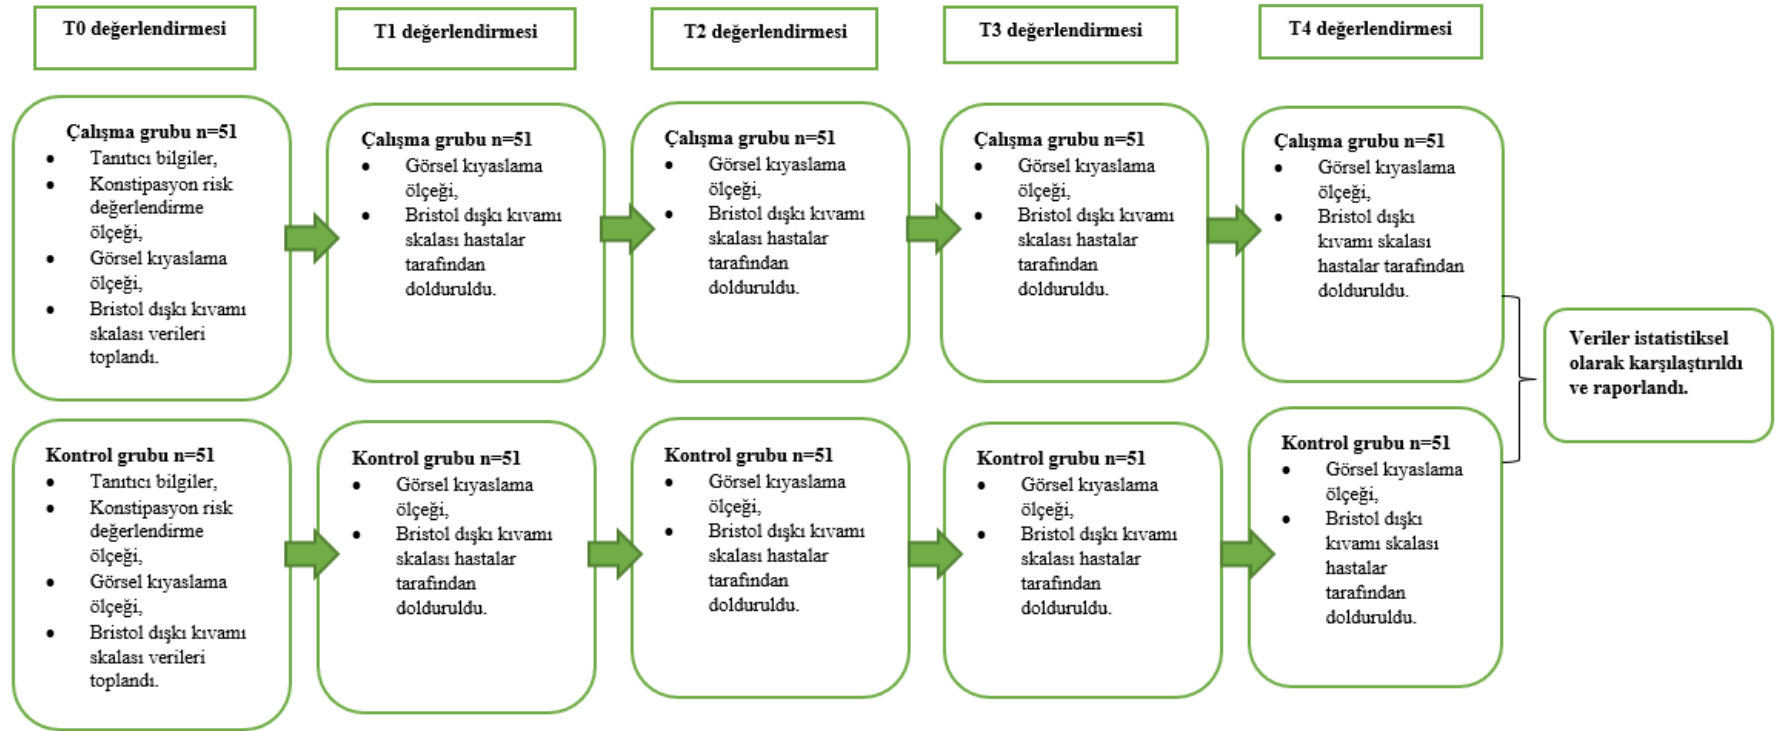 T0 değerlendirmesi
T1 değerlendirmesi
T2 değerlendirmesi
T3 değerlendirmesi
T4 değerlendirmesi
Çalışma grubu n=51
• Tanıtıcı bilgiler,
• Konstipasyon risk
değerlendirme
ölçeği,
• Görsel kıyaslama
ölçeği,
• Bristol dışkı kıvamı
skalası verileri
toplandı.
Çalışma grubu n=51
• Görsel kıyaslama
ölçeği,
• Bristol dışkı kıvamı
skalası hastalar
tarafından
dolduruldu.
Çalışma grubu n=51
• Görsel kıyaslama
ölçeği,
• Bristol dışkı kıvamı
skalası hastalar
tarafından
dolduruldu.
Çalışma grubu n=51
• Görsel kıyaslama
ölçeği,
• Bristol dışkı kıvamı
skalası hastalar
tarafından
dolduruldu.
Çalışma grubu n=51
• Görsel kıyaslama
ölçeği,
• Bristol dışkı
kıvamı skalası
hastalar tarafından
dolduruldu.
Kontrol grubu n=51
• Tanıtıcı bilgiler,
• Konstipasyon risk
değerlendirme
ölçeği,
• Görsel kıyaslama
ölçeği,
• Bristol dışkı kıvamı
skalası verileri
toplandı.
Kontrol grubu n=51
• Görsel kıyaslama
ölçeği,
• Bristol dışkı kıvamı
skalası hastalar
tarafından
dolduruldu.
Kontrol grubu n=51
• Görsel kıyaslama
ölçeği,
• Bristol dışkı kıvamı
skalası hastalar
tarafından
dolduruldu.
Kontrol grubu n=51
• Görsel kıyaslama
ölçeği,
• Bristol dışkı kıvamı
skalası hastalar
tarafından
dolduruldu.
Kontrol grubu n=51
• Görsel kıyaslama
ölçeği,
• Bristol dışkı
kıvamı skalası
hastalar
tarafından
dolduruldu.
Veriler istatistiksel
olarak karşılaştırıldı
ve raporlandı.